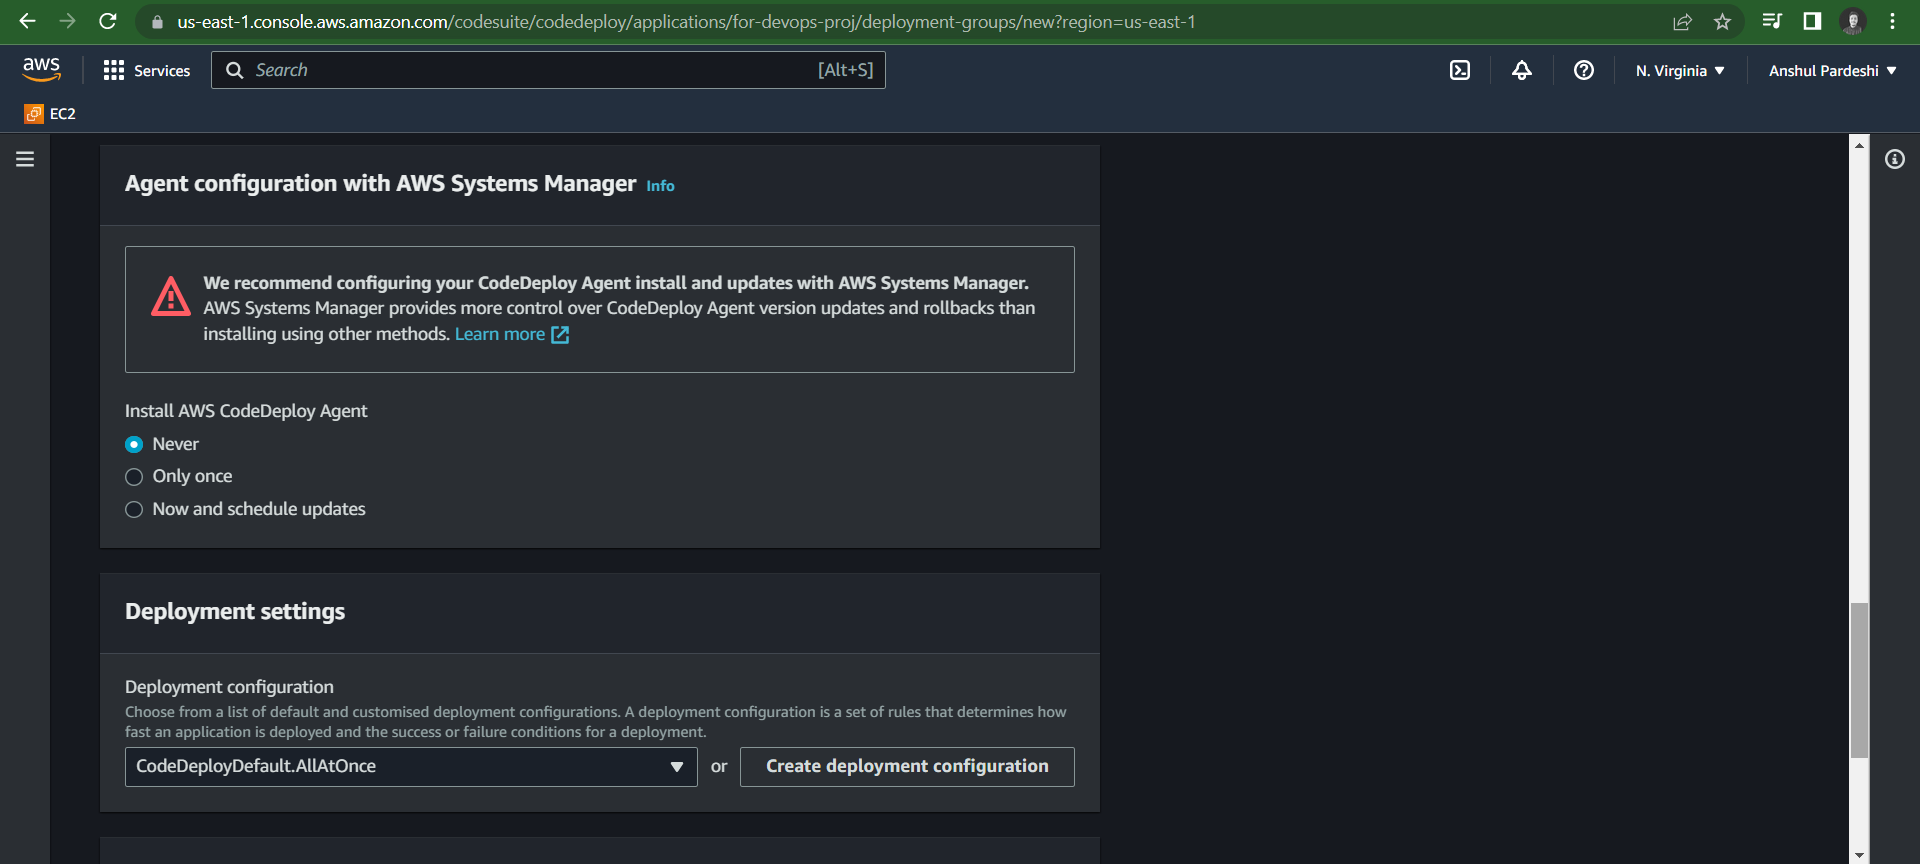 us-east-1.console.aws.amazon.com/codesuite/codedeploy/applications/for-devops-proj/deployment-groups/new?region=us-east-1
aws Services Search [Alt+S] N. Virginia Anshul Pardeshi
EC2
Agent configuration with AWS Systems Manager Info
We recommend configuring your CodeDeploy Agent install and updates with AWS Systems Manager.
AWS Systems Manager provides more control over CodeDeploy Agent version updates and rollbacks than
installing using other methods. Learn more
Install AWS CodeDeploy Agent
Never
Only once
Now and schedule updates
Deployment settings
Deployment configuration
Choose from a list of default and customised deployment configurations. A deployment configuration is a set of rules that determines how
fast an application is deployed and the success or failure conditions for a deployment.
CodeDeployDefault.AllAtOnce or Create deployment configuration